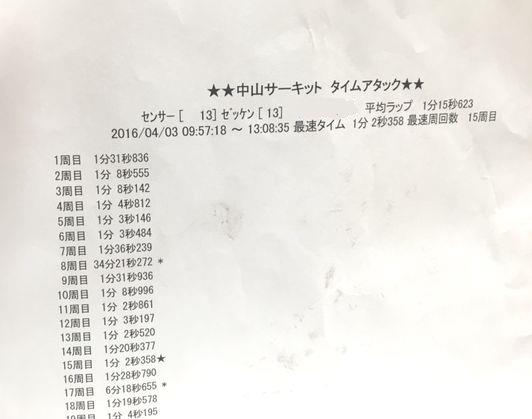 ★★中山サーキット タイムアタック★★
センサー [ 13] ｾﾞｯｹﾝ [ 13] 平均ラップ 1分15秒623
2016/04/03 09:57:18 ～ 13:08:35 最速タイム 1分 2秒358 最速周回数 15周目
1周目 1分31秒836
2周目 1分 8秒555
3周目 1分 8秒142
4周目 1分 4秒812
5周目 1分 3秒146
6周目 1分 3秒484
7周目 1分36秒239
8周目 34分21秒272 *
9周目 1分31秒936
10周目 1分 8秒996
11周目 1分 2秒861
12周目 1分 3秒197
13周目 1分 2秒520
14周目 1分20秒377
15周目 1分 2秒358★
16周目 1分28秒790
17周目 6分18秒655 *
18周目 1分19秒578
19周目 1分 4秒195